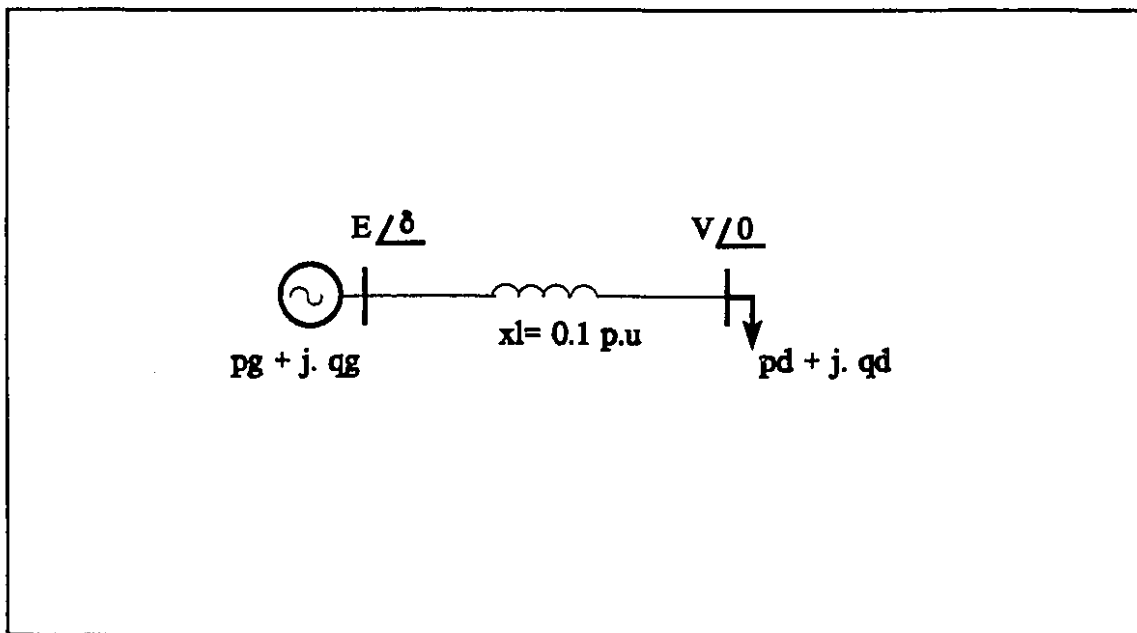 E∠δ
V∠0
xl= 0.1 p.u
pg + j. qg
pd + j. qd